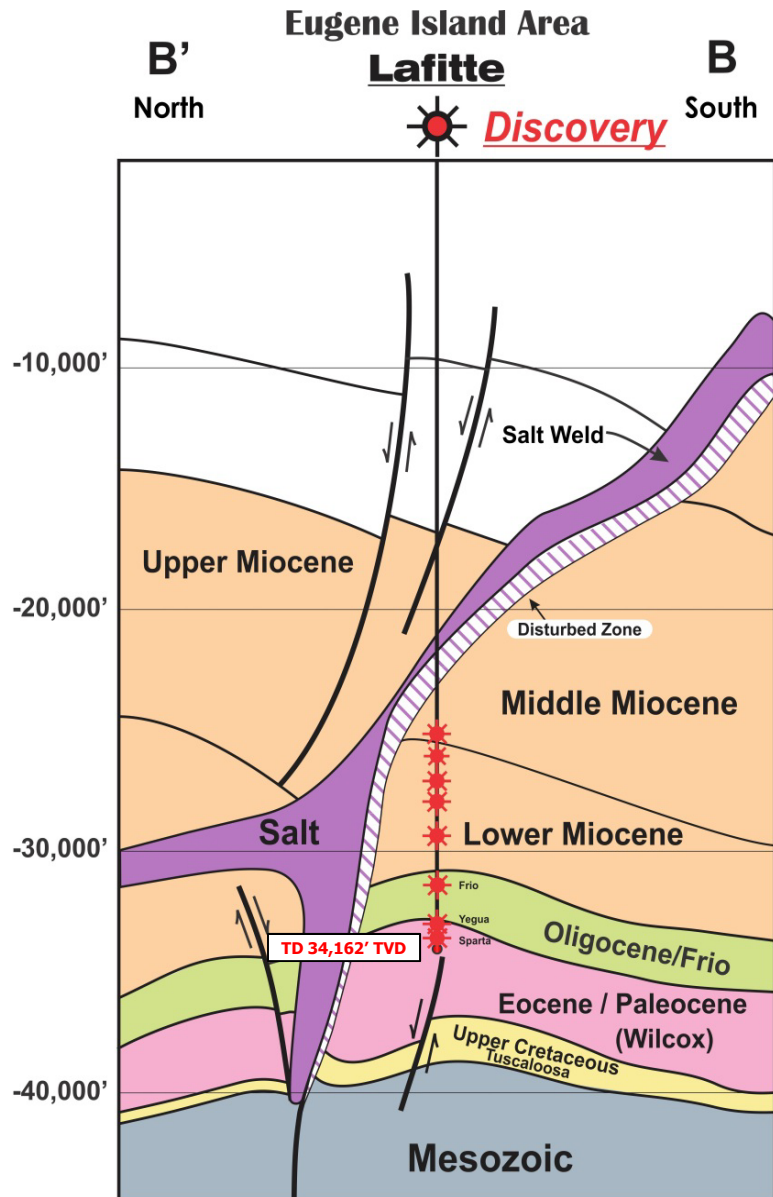 Eugene Island Area
B’
Lafitte
B
North
South
Discovery
-10,000’
Salt Weld
Upper Miocene
-20,000’
Disturbed Zone
Middle Miocene
Salt
Lower Miocene
-30,000’
Frio
Yegua
Sparta
TD 34,162’ TVD
Oligocene/Frio
Eocene / Paleocene
(Wilcox)
Upper Cretaceous
Tuscaloosa
-40,000’
Mesozoic